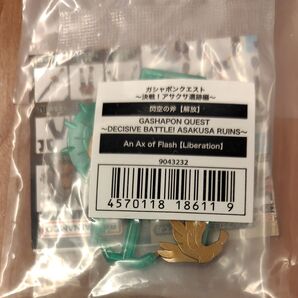 ガシャポンクエスト
～決戦！アサクサ遺跡編～
閃空の斧【解放】
GASHAPON QUEST
～DECISIVE BATTLE! ASAKUSA RUINS～
An Ax of Flash【Liberation】
9043232
4570118 18611 9